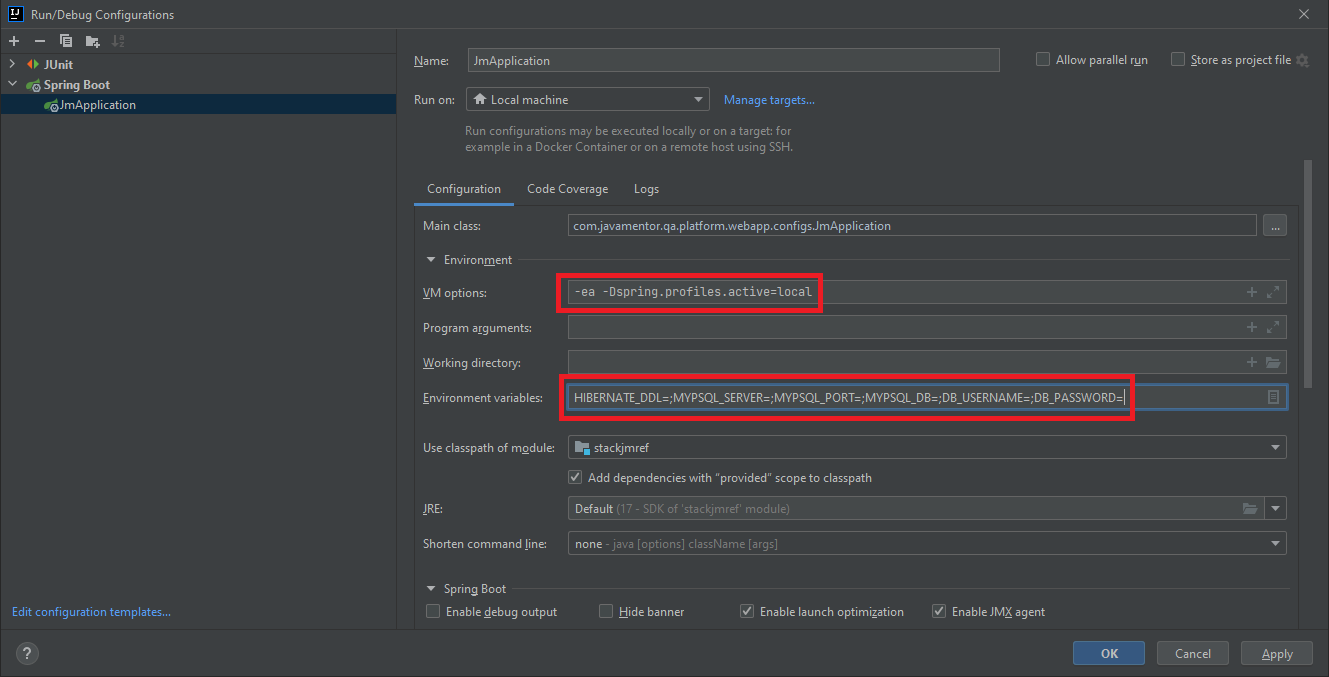 Run/Debug Configurations
JUnit
Spring Boot
JmApplication
Edit configuration templates...
Name: JmApplication
Allow parallel run
Store as project file
Run on: Local machine
Manage targets...
Run configurations may be executed locally or on a target: for
example in a Docker Container or on a remote host using SSH.
Configuration Code Coverage Logs
Main class: com.javamentor.qa.platform.webapp.configs.JmApplication ...
Environment
VM options: -ea -Dspring.profiles.active=local
Program arguments:
Working directory:
Environment variables: HIBERNATE_DDL=;MYPSQL_SERVER=;MYPSQL_PORT=;MYPSQL_DB=;DB_USERNAME=;DB_PASSWORD=
Use classpath of module: stackjmref
Add dependencies with “provided” scope to classpath
JRE: Default (17 - SDK of 'stackjmref' module)
Shorten command line: none - java [options] className [args]
Spring Boot
Enable debug output Hide banner Enable launch optimization Enable JMX agent
? OK Cancel Apply